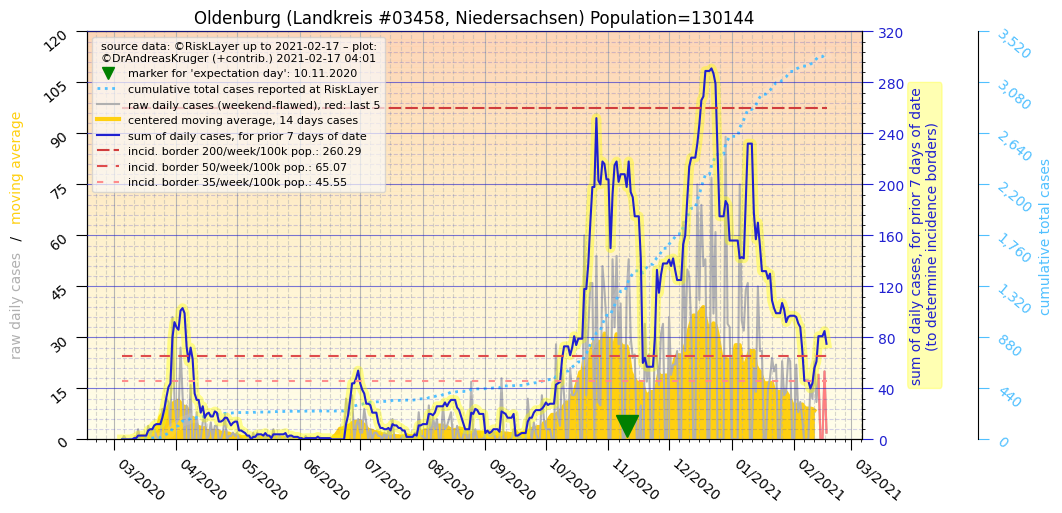 Oldenburg (Landkreis #03458, Niedersachsen) Population=130144
source data: ©RiskLayer up to 2021-02-17 – plot:
©DrAndreasKruger (+contrib.) 2021-02-17 04:01
marker for 'expectation day': 10.11.2020
cumulative total cases reported at RiskLayer
raw daily cases (weekend-flawed), red: last 5
centered moving average, 14 days cases
sum of daily cases, for prior 7 days of date
incid. border 200/week/100k pop.: 260.29
incid. border 50/week/100k pop.: 65.07
incid. border 35/week/100k pop.: 45.55
raw daily cases / moving average
120
105
90
75
60
45
30
15
0
03/2020
04/2020
05/2020
06/2020
07/2020
08/2020
09/2020
10/2020
11/2020
12/2020
01/2021
02/2021
03/2021
320
280
240
200
160
120
80
40
0
sum of daily cases, for prior 7 days of date
(to determine incidence borders)
3,520
3,080
2,640
2,200
1,760
1,320
880
440
0
cumulative total cases